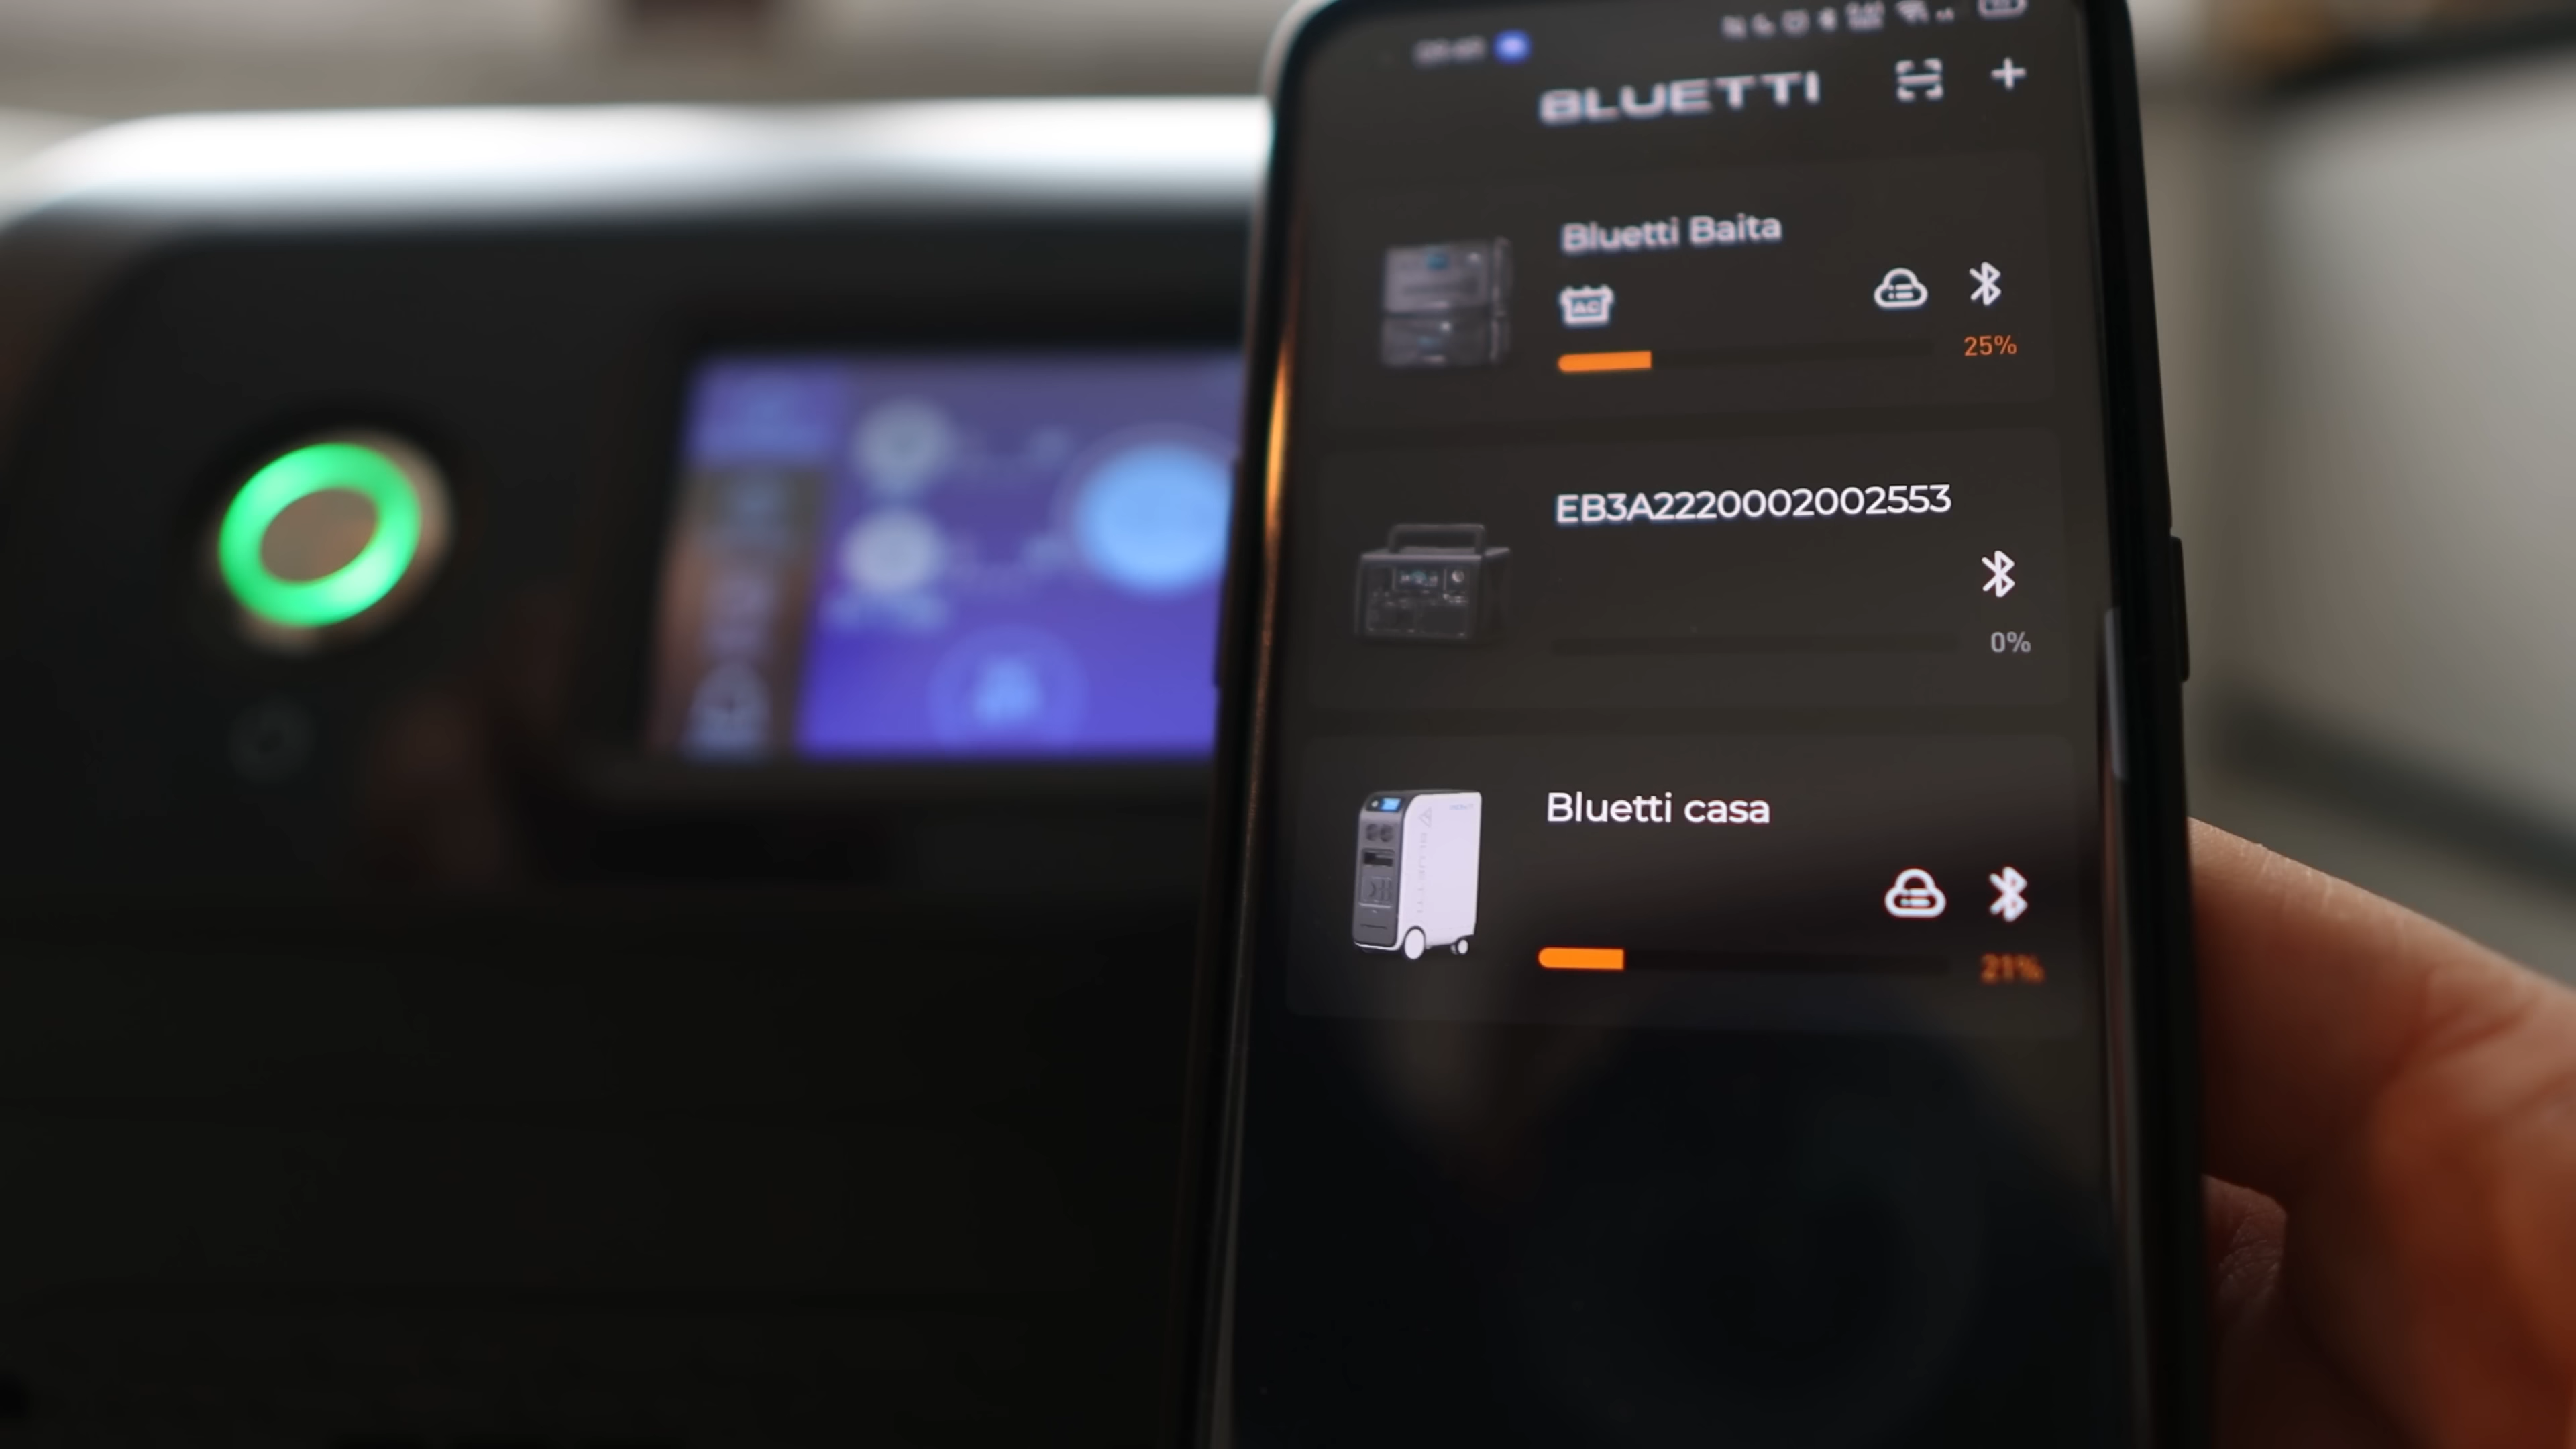 BLUETTI
Bluetti Baita
AC
25%
EB3A2220002002553
0%
Bluetti casa
21%